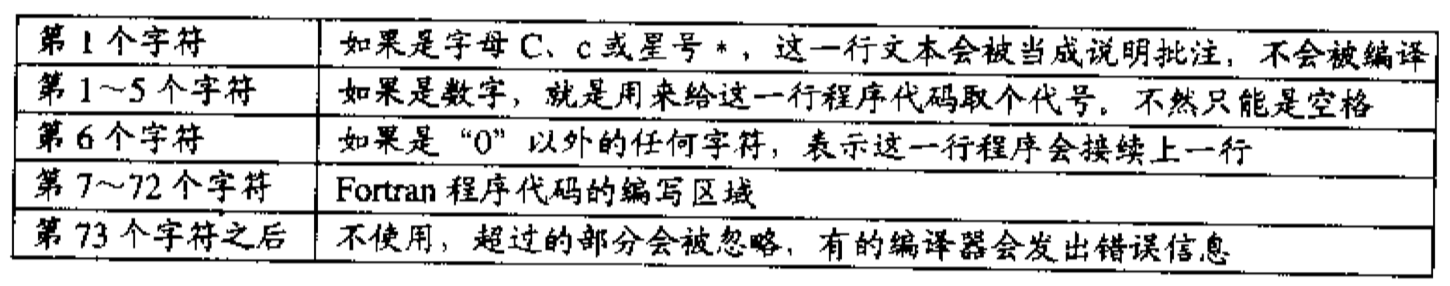 第 1 个字符 如果是字母 C、c 或星号 *，这一行文本会被当成说明批注，不会被编译
第 1～5 个字符 如果是数字，就是用来给这一行程序代码取个代号。不然只能是空格
第 6 个字符 如果是“0”以外的任何字符，表示这一行程序会接续上一行
第 7～72 个字符 Fortran 程序代码的编写区域
第 73 个字符之后 不使用，超过的部分会被忽略，有的编译器会发出错误信息